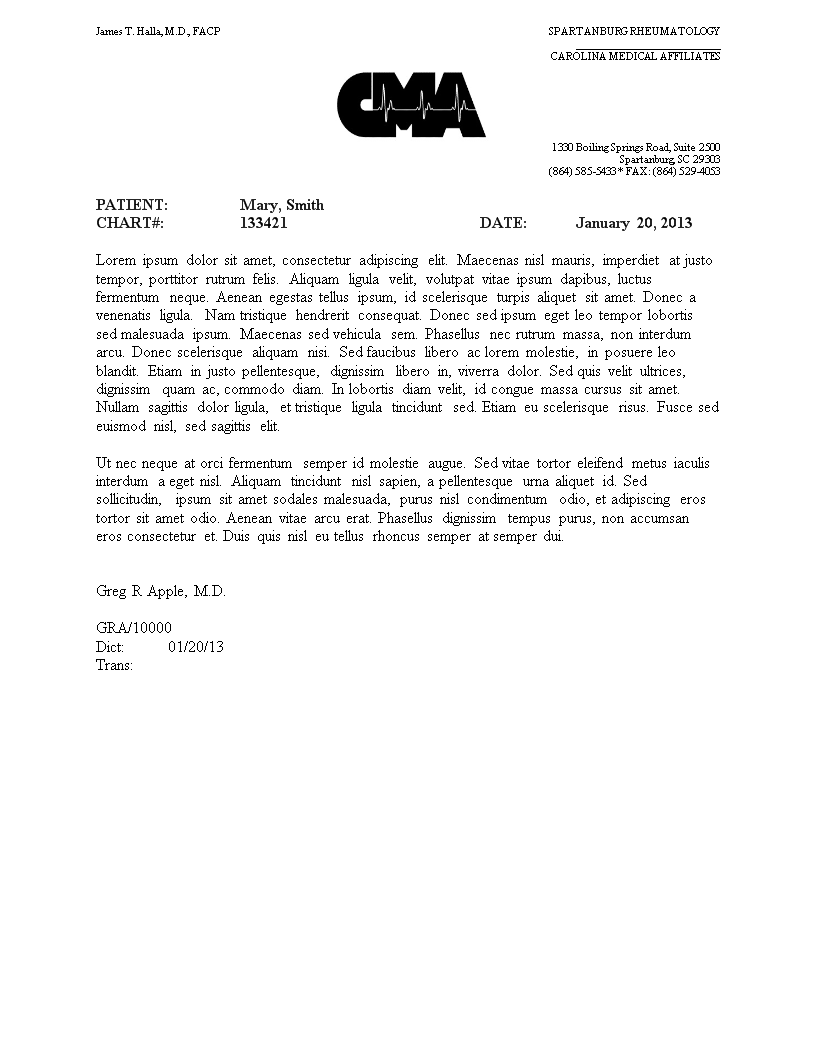 James T. Halla, M.D., FACP
SPARTANBURG RHEUMATOLOGY
CAROLINA MEDICAL AFFILIATES
CMA
1330 Boiling Springs Road, Suite 2500
Spartanburg, SC 29303
(864) 585-5433 * FAX: (864) 529-4053
PATIENT: Mary, Smith
CHART#: 133421 DATE: January 20, 2013
Lorem ipsum dolor sit amet, consectetur adipiscing elit. Maecenas nisl mauris, imperdiet at justo
tempor, porttitor rutrum felis. Aliquam ligula velit, volutpat vitae ipsum dapibus, luctus
fermentum neque. Aenean egestas tellus ipsum, id scelerisque turpis aliquet sit amet. Donec a
venenatis ligula. Nam tristique hendrerit consequat. Donec sed ipsum eget leo tempor lobortis
sed malesuada ipsum. Maecenas sed vehicula sem. Phasellus nec rutrum massa, non interdum
arcu. Donec scelerisque aliquam nisi. Sed faucibus libero ac lorem molestie, in posuere leo
blandit. Etiam in justo pellentesque, dignissim libero in, viverra dolor. Sed quis velit ultrices,
dignissim quam ac, commodo diam. In lobortis diam velit, id congue massa cursus sit amet.
Nullam sagittis dolor ligula, et tristique ligula tincidunt sed. Etiam eu scelerisque risus. Fusce sed
euismod nisl, sed sagittis elit.
Ut nec neque at orci fermentum semper id molestie augue. Sed vitae tortor eleifend metus iaculis
interdum a eget nisl. Aliquam tincidunt nisl sapien, a pellentesque urna aliquet id. Sed
sollicitudin, ipsum sit amet sodales malesuada, purus nisl condimentum odio, et adipiscing eros
tortor sit amet odio. Aenean vitae arcu erat. Phasellus dignissim tempus purus, non accumsan
eros consectetur et. Duis quis nisl eu tellus rhoncus semper at semper dui.
Greg R Apple, M.D.
GRA/10000
Dict: 01/20/13
Trans: